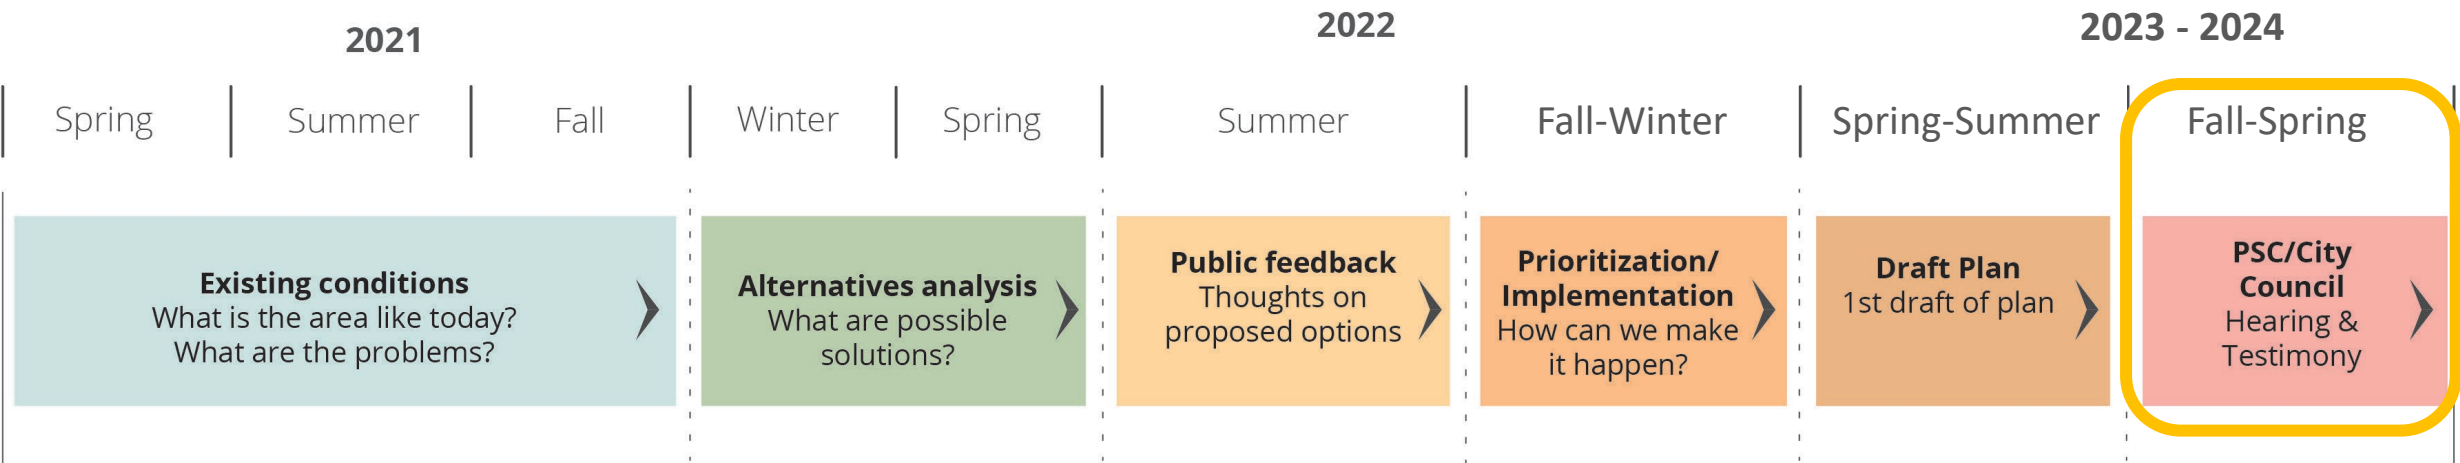 2021
2022
2023 - 2024
Spring
Summer
Fall
Winter
Spring
Summer
Fall-Winter
Spring-Summer
Fall-Spring
Existing conditions
What is the area like today?
What are the problems?
Alternatives analysis
What are possible
solutions?
Public feedback
Thoughts on
proposed options
Prioritization/
Implementation
How can we make
it happen?
Draft Plan
1st draft of plan
PSC/City
Council
Hearing &
Testimony